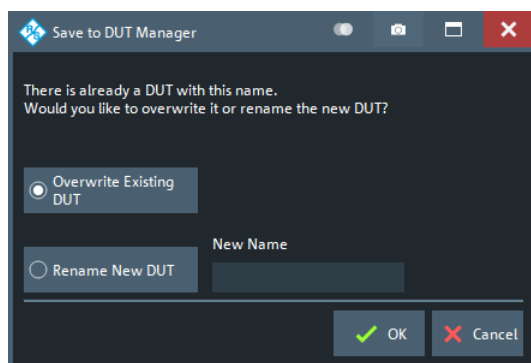 Save to DUT Manager
There is already a DUT with this name.
Would you like to overwrite it or rename the new DUT?
Overwrite Existing
DUT
New Name
Rename New DUT
OK
Cancel